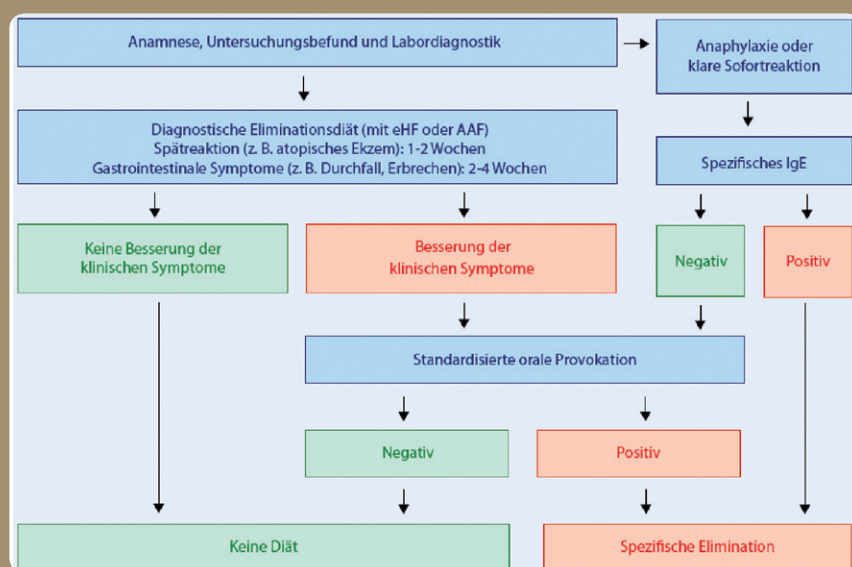 Anamnese, Untersuchungsbefund und Labordiagnostik
Anaphylaxie oder
klare Sofortreaktion
Diagnostische Eliminationsdiät (mit eHF oder AAF)
Spätreaktion (z. B. atopisches Ekzem): 1-2 Wochen
Gastrointestinale Symptome (z. B. Durchfall, Erbrechen): 2-4 Wochen
Spezifisches IgE
Keine Besserung der
klinischen Symptome
Besserung der
klinischen Symptome
Negativ
Positiv
Standardisierte orale Provokation
Negativ
Positiv
Keine Diät
Spezifische Elimination